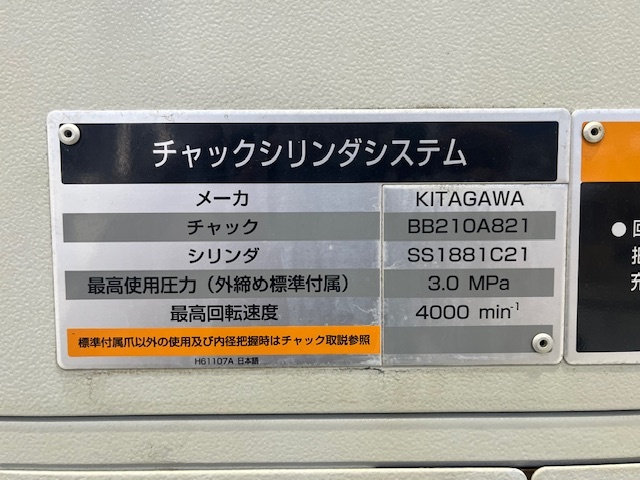 チャックシリンダシステム
メーカ KITAGAWA
チャック BB210A821
シリンダ SS1881C21
最高使用圧力（外締め標準付属） 3.0 MPa
最高回転速度 4000 min⁻¹
標準付属爪以外の使用及び内径把握時はチャック取説参照
H61107A 日本語
● 回
把
充